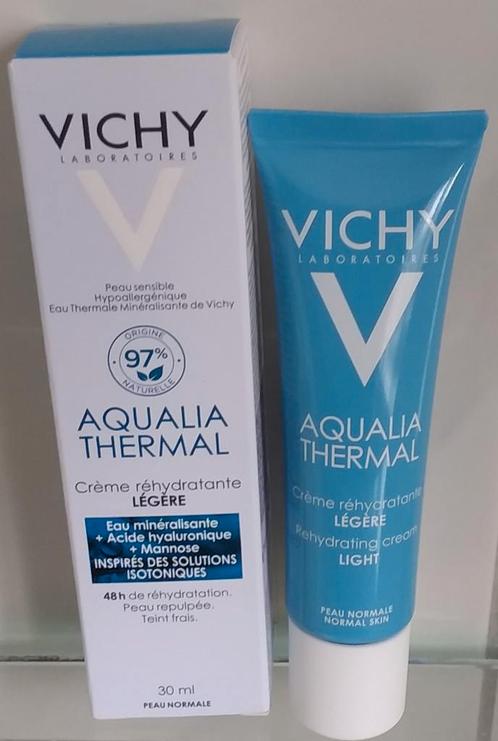 VICHY
LABORATOIRES
Peau sensible
Hypoallergénique
Eau Thermale Minéralisante de Vichy
ORIGINE
97%
NATURELLE
AQUALIA
THERMAL
Crème réhydratante
LÉGÈRE
Eau minéralisante
+ Acide hyaluronique
+ Mannose
INSPIRÉS DES SOLUTIONS
ISOTONIQUES
48h de réhydratation.
Peau repulpée.
Teint frais.
30 ml
PEAU NORMALE
VICHY
LABORATOIRES
AQUALIA
THERMAL
Crème réhydratante
LÉGÈRE
Rehydrating cream
LIGHT
PEAU NORMALE
NORMAL SKIN